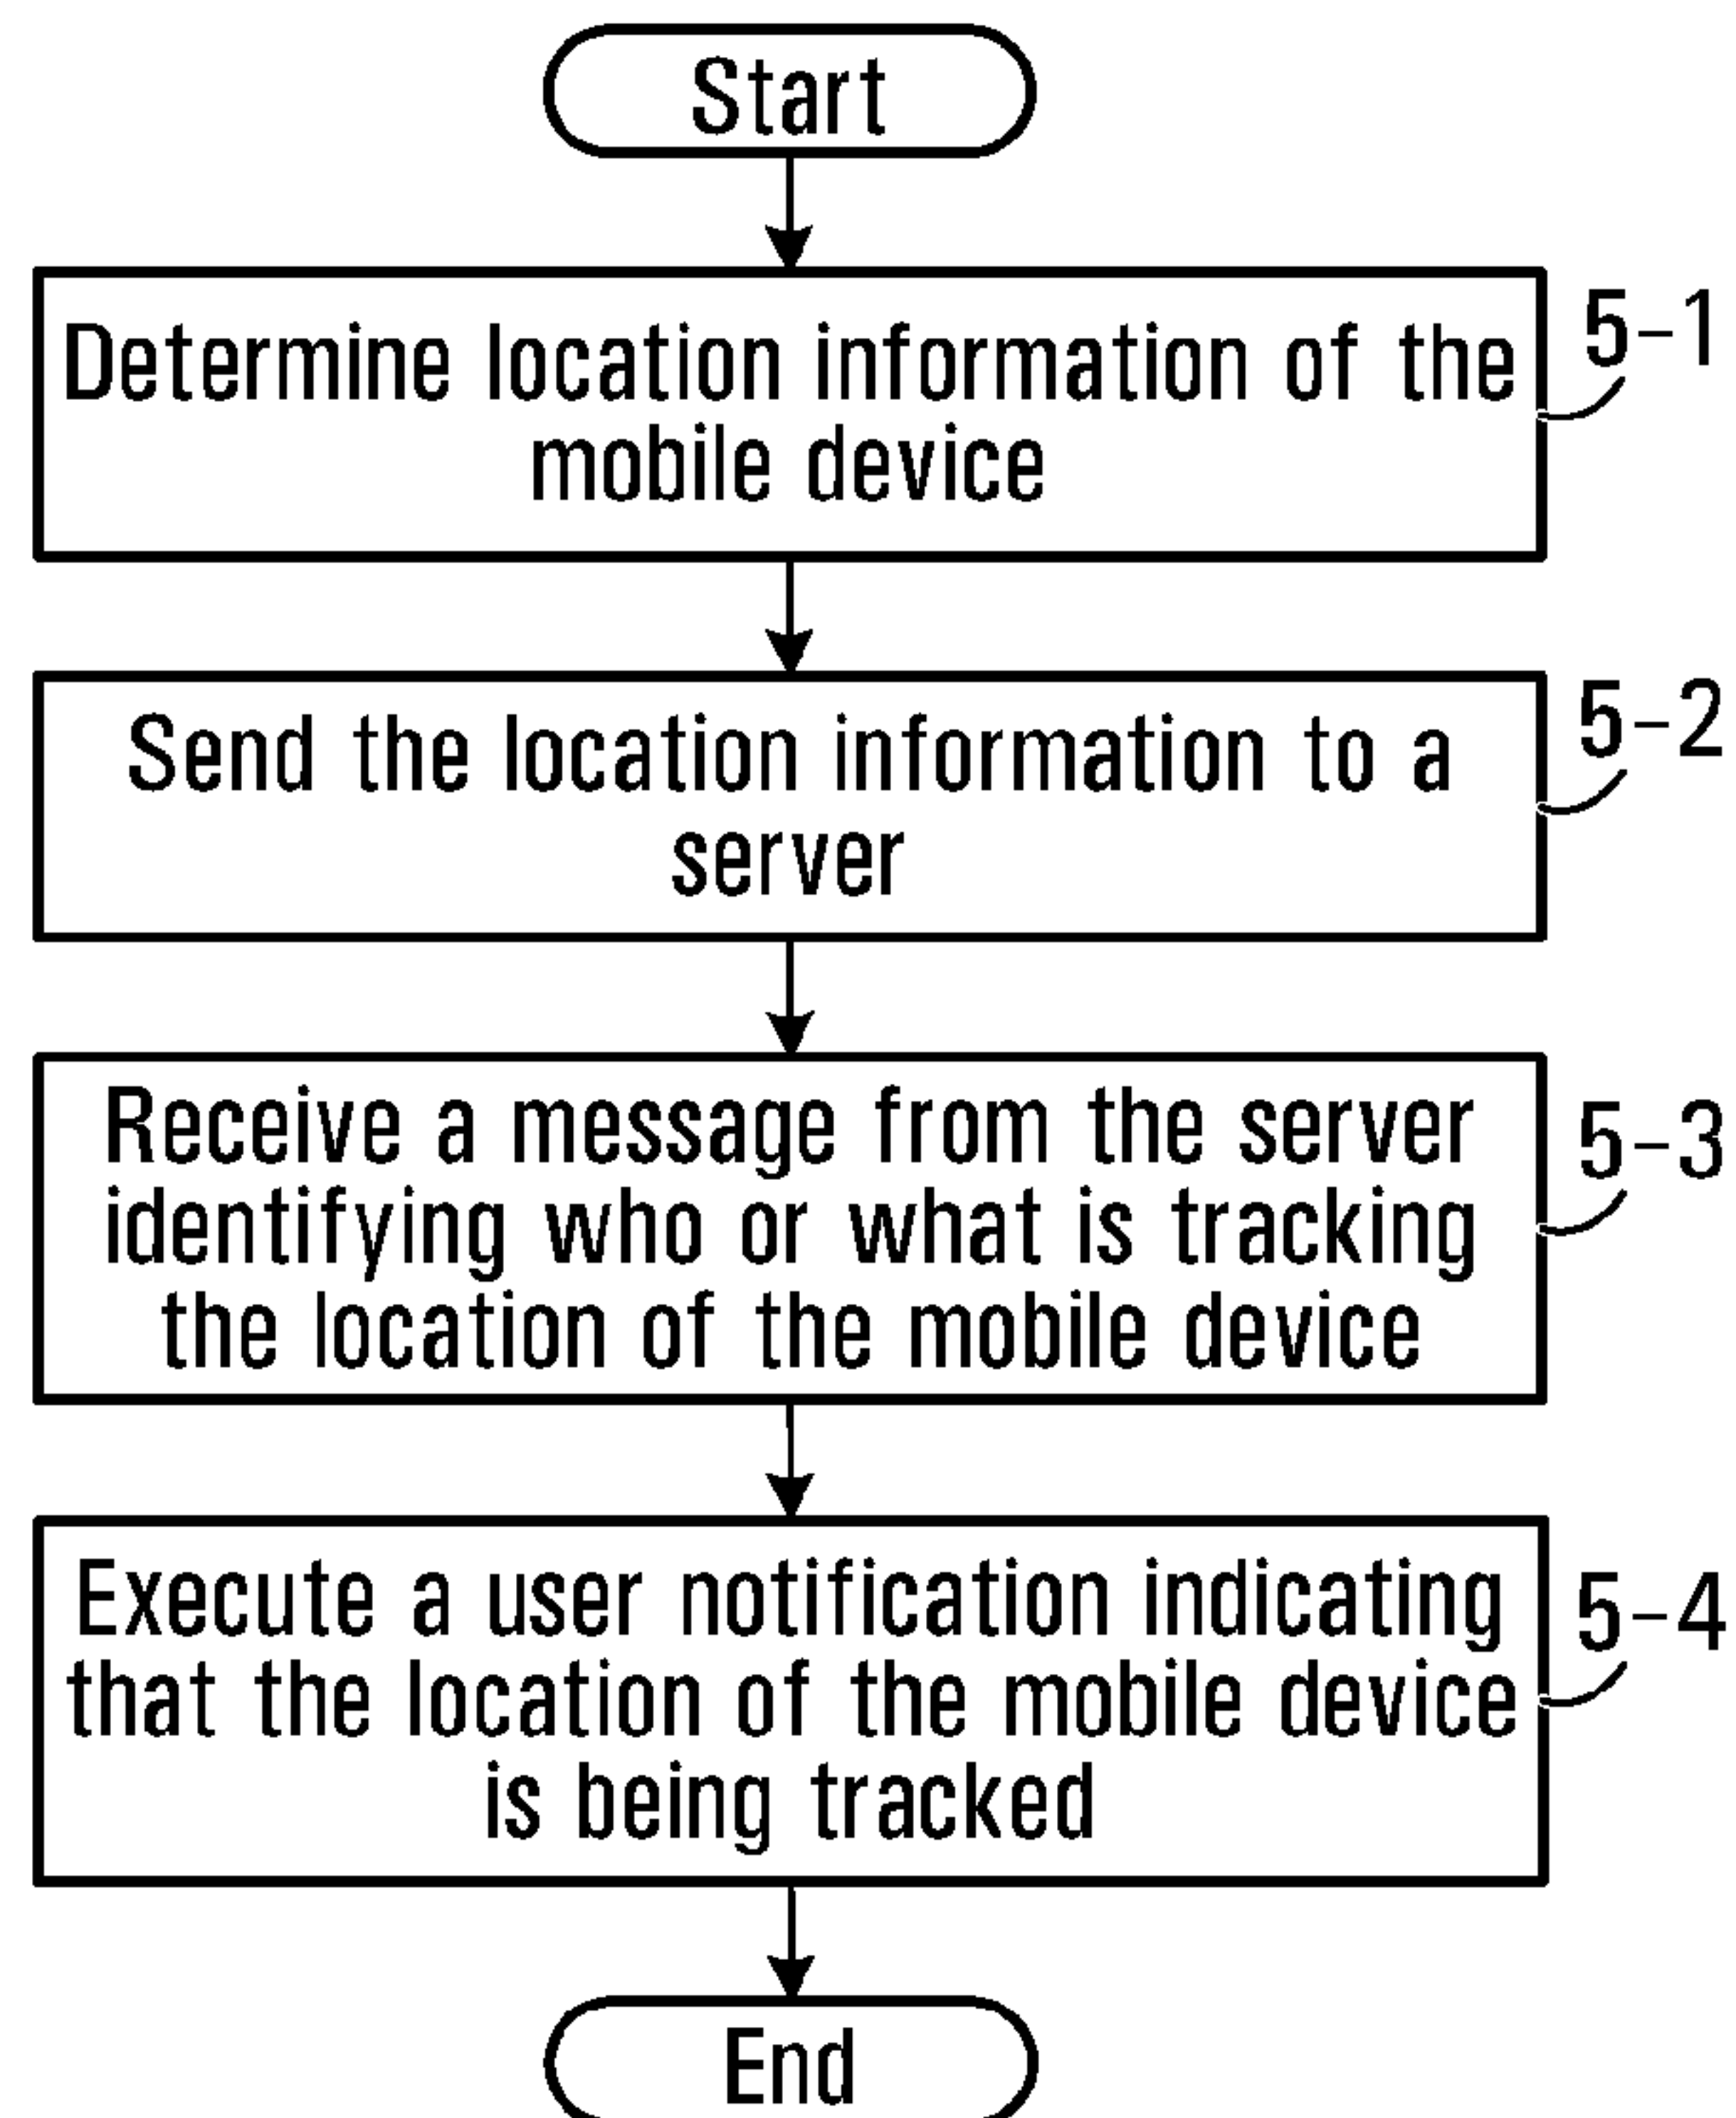 Start
Determine location information of the
mobile device
5-1
Send the location information to a
server
5-2
Receive a message from the server
identifying who or what is tracking
the location of the mobile device
5-3
Execute a user notification indicating
that the location of the mobile device
is being tracked
5-4
End